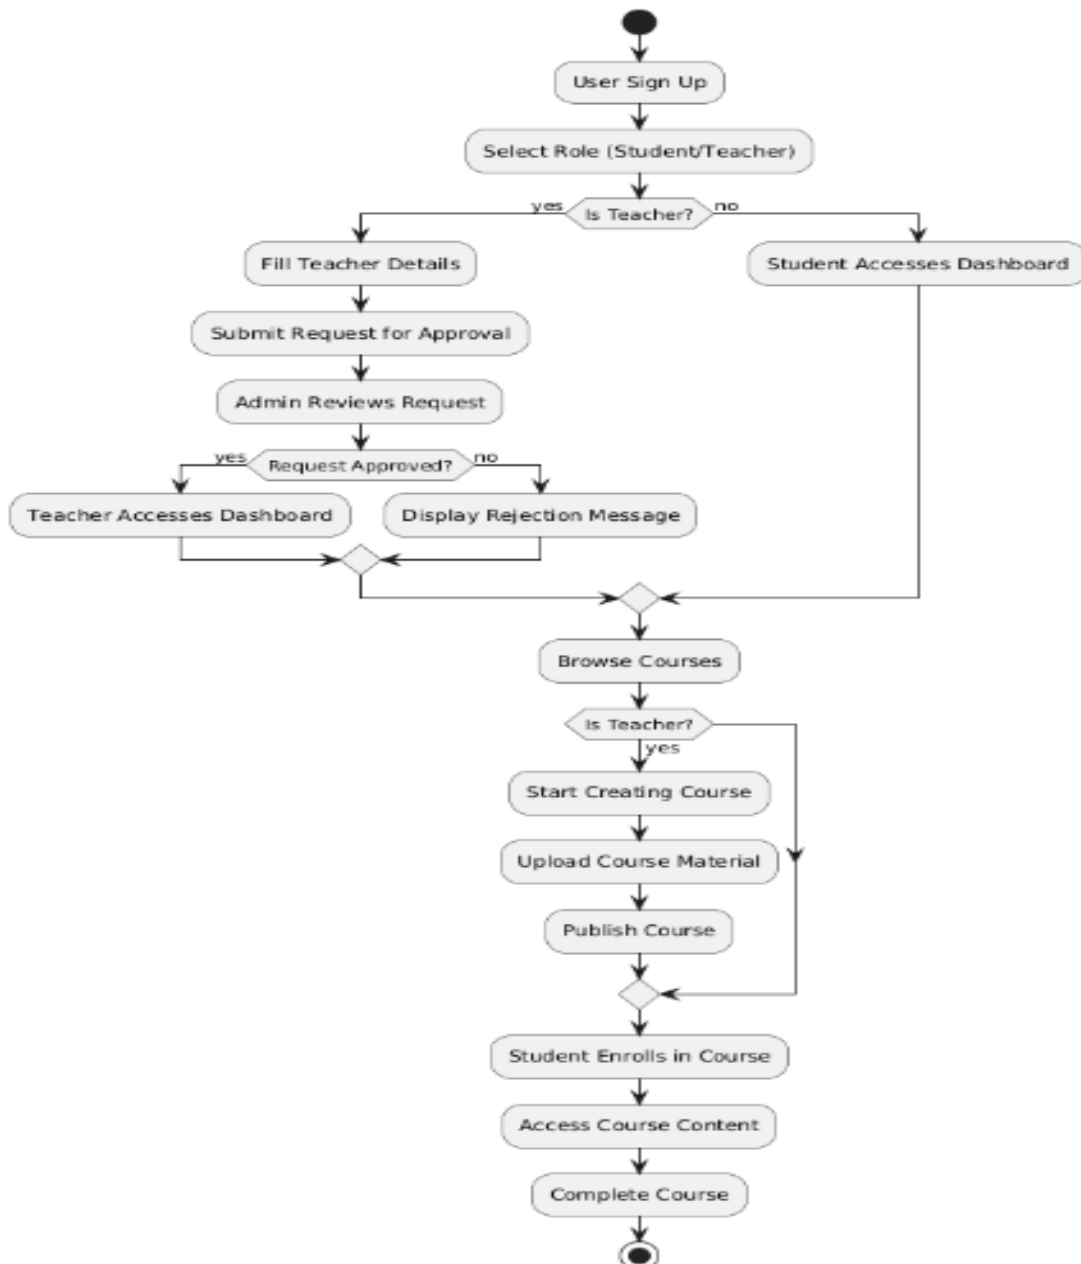 User Sign Up
Select Role (Student/Teacher)
yes
Is Teacher?
no
Fill Teacher Details
Student Accesses Dashboard
Submit Request for Approval
Admin Reviews Request
yes
Request Approved?
no
Teacher Accesses Dashboard
Display Rejection Message
Browse Courses
Is Teacher?
yes
Start Creating Course
Upload Course Material
Publish Course
Student Enrolls in Course
Access Course Content
Complete Course